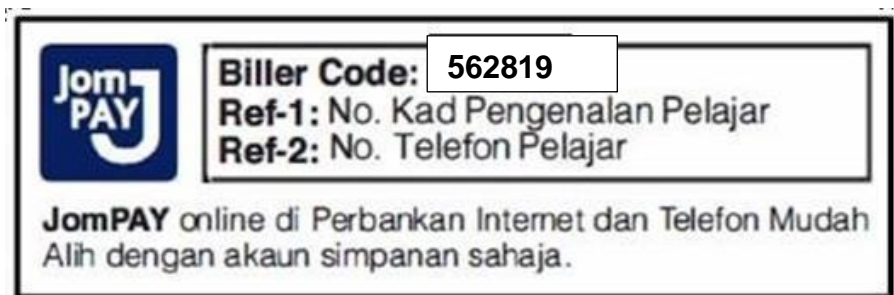 Jom
PAY
Biller Code: 562819
Ref-1: No. Kad Pengenalan Pelajar
Ref-2: No. Telefon Pelajar
JomPAY online di Perbankan Internet dan Telefon Mudah
Alih dengan akaun simpanan sahaja.